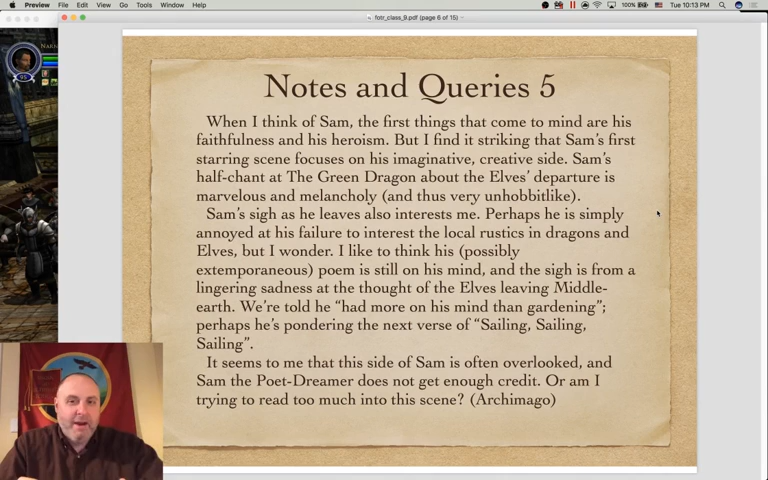 Preview File Edit View Go Tools Window Help
100% Tue 10:13 PM
fotr_class_9.pdf (page 6 of 15)
95
Notes and Queries 5
When I think of Sam, the first things that come to mind are his
faithfulness and his heroism. But I find it striking that Sam's first
starring scene focuses on his imaginative, creative side. Sam's
half-chant at The Green Dragon about the Elves' departure is
marvelous and melancholy (and thus very unhobbitlike).
Sam's sigh as he leaves also interests me. Perhaps he is simply
annoyed at his failure to interest the local rustics in dragons and
Elves, but I wonder. I like to think his (possibly
extemporaneous) poem is still on his mind, and the sigh is from a
lingering sadness at the thought of the Elves leaving Middle-
earth. We're told he "had more on his mind than gardening";
perhaps he's pondering the next verse of "Sailing, Sailing,
Sailing".
It seems to me that this side of Sam is often overlooked, and
Sam the Poet-Dreamer does not get enough credit. Or am I
trying to read too much into this scene? (Archimago)